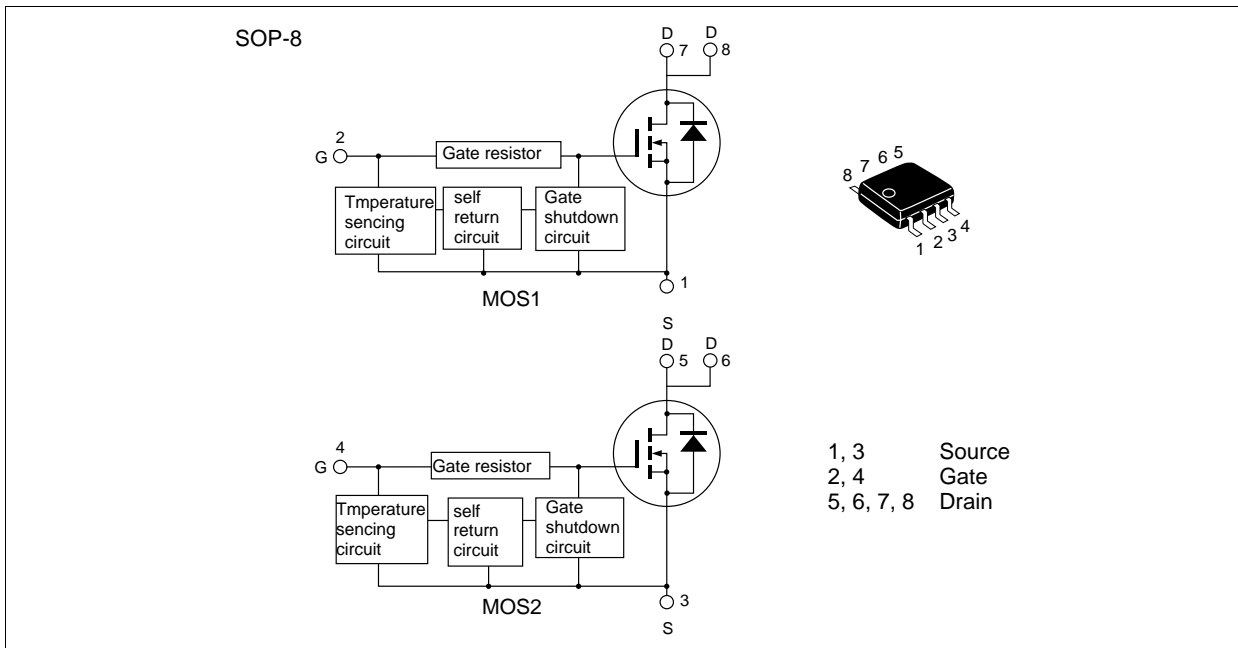 SOP-8
D D
7 8
2
G
Gate resistor
Tmperature
sencing
circuit
self
return
circuit
Gate
shutdown
circuit
1
MOS1
S
8 7 6 5
1 2 3 4
D D
5 6
4
G
Gate resistor
Tmperature
sencing
circuit
self
return
circuit
Gate
shutdown
circuit
3
MOS2
S
1, 3 Source
2, 4 Gate
5, 6, 7, 8 Drain